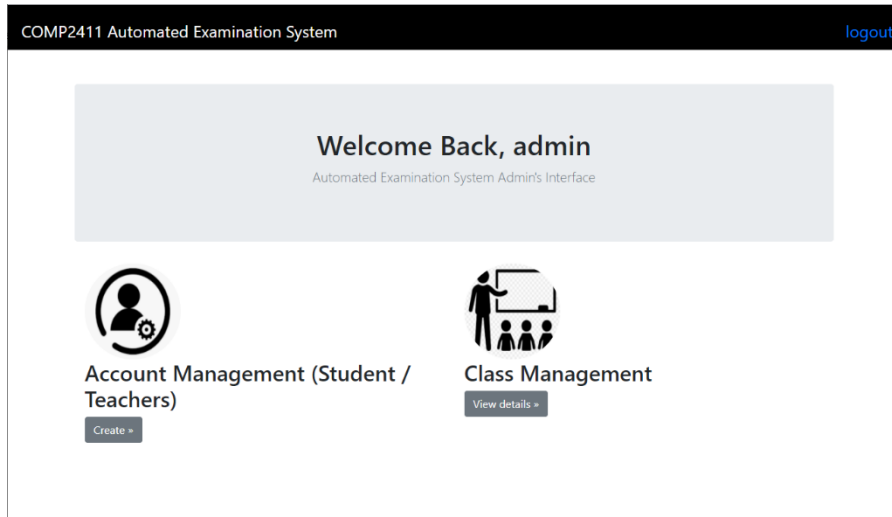 COMP2411 Automated Examination System
logout
Welcome Back, admin
Automated Examination System Admin's Interface
Account Management (Student /
Teachers)
Create »
Class Management
View details »